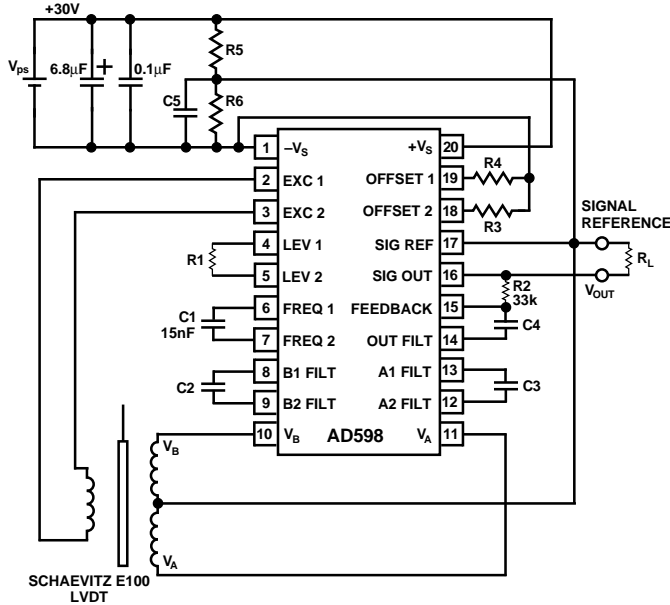 +30V
Vps
6.8µF
+
0.1µF
C5
R5
R6
1 –VS
+VS 20
2 EXC 1
OFFSET 1 19
R4
3 EXC 2
OFFSET 2 18
R3
SIGNAL
REFERENCE
4 LEV 1
SIG REF 17
R1
RL
5 LEV 2
SIG OUT 16
VOUT
R2
33k
6 FREQ 1
FEEDBACK 15
C1
15nF
C4
7 FREQ 2
OUT FILT 14
8 B1 FILT
A1 FILT 13
C2
C3
9 B2 FILT
A2 FILT 12
10 VB
AD598
VA 11
VB
VA
SCHAEVITZ E100
LVDT